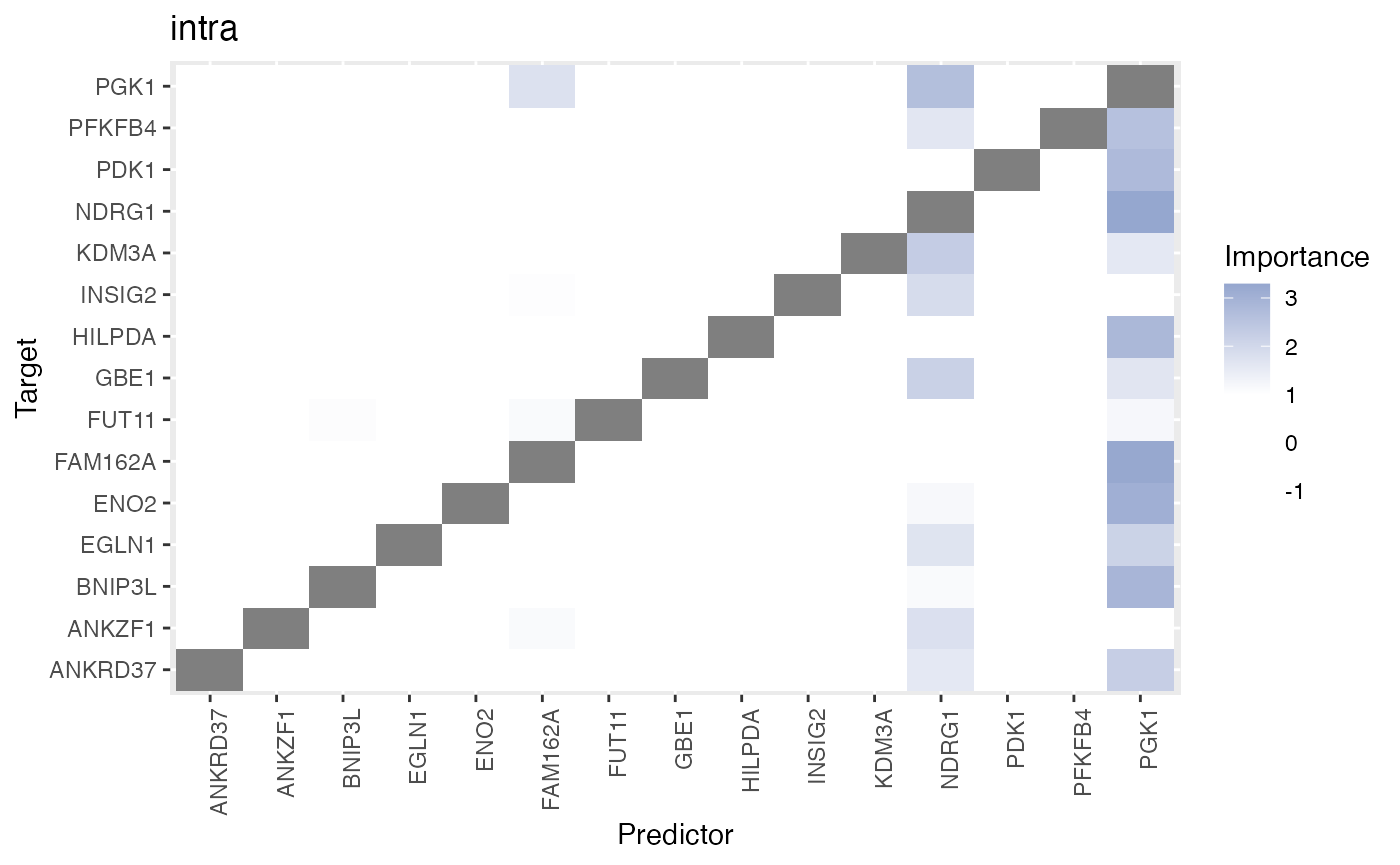 intra
PGK1
PFKFB4
PDK1
NDRG1
KDM3A
INSIG2
HILPDA
GBE1
FUT11
FAM162A
ENO2
EGLN1
BNIP3L
ANKZF1
ANKRD37
Target
ANKRD37
ANKZF1
BNIP3L
EGLN1
ENO2
FAM162A
FUT11
GBE1
HILPDA
INSIG2
KDM3A
NDRG1
PDK1
PFKFB4
PGK1
Predictor
Importance
3
2
1
0
-1